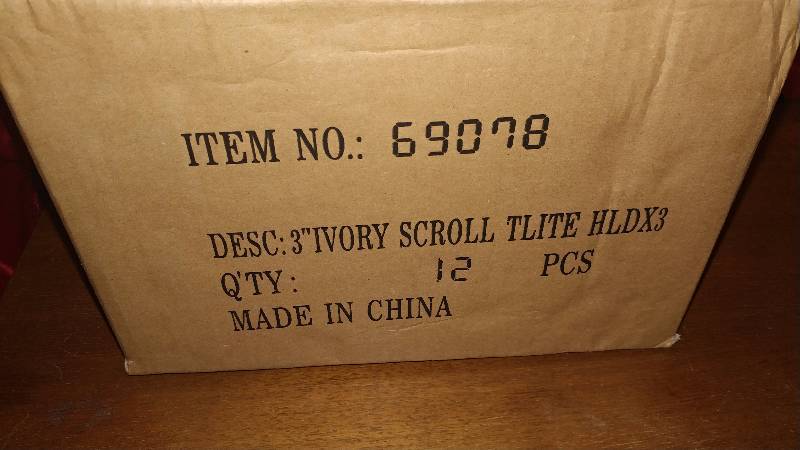 ITEM NO.: 69078
DESC: 3"IVORY SCROLL TLITE HLDX3
Q'TY: 12 PCS
MADE IN CHINA